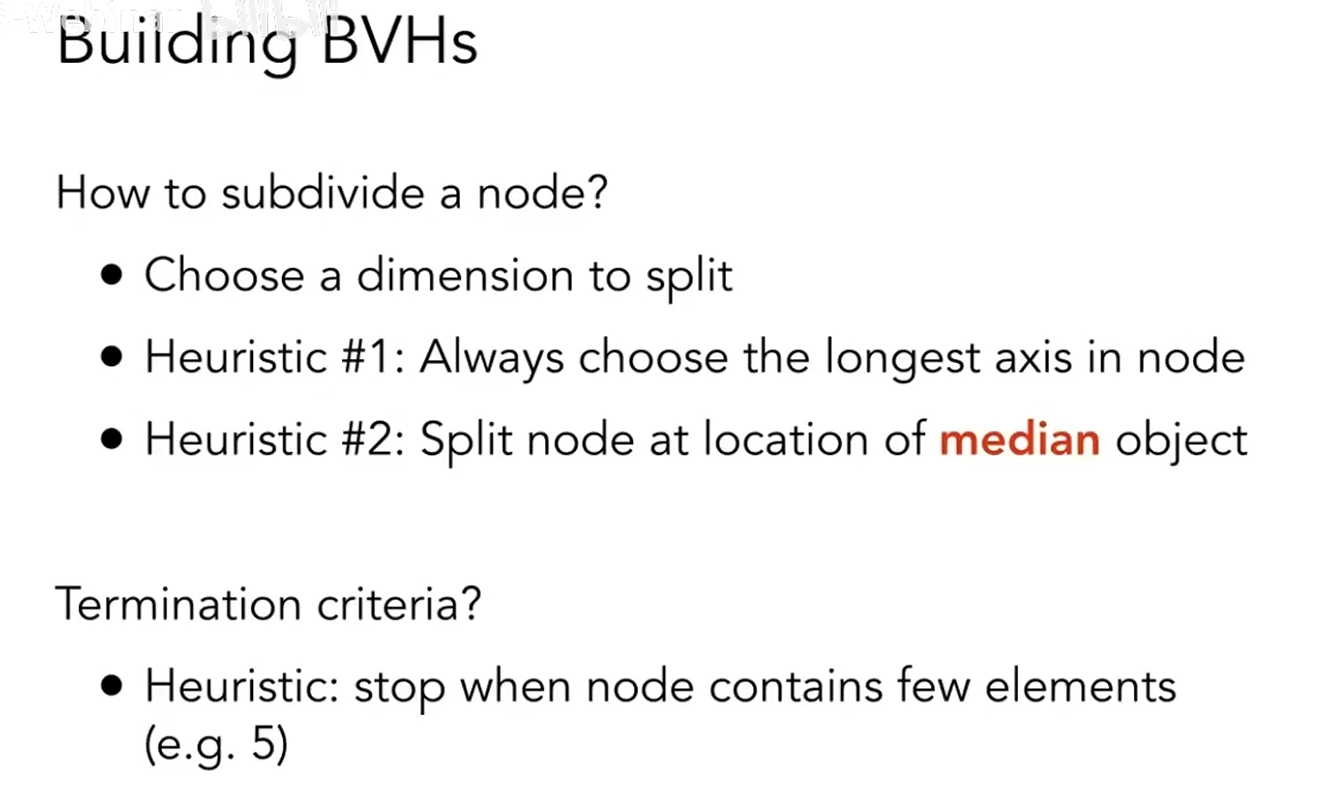 Building BVHs
How to subdivide a node?
● Choose a dimension to split
● Heuristic #1: Always choose the longest axis in node
● Heuristic #2: Split node at location of median object
Termination criteria?
● Heuristic: stop when node contains few elements
(e.g. 5)